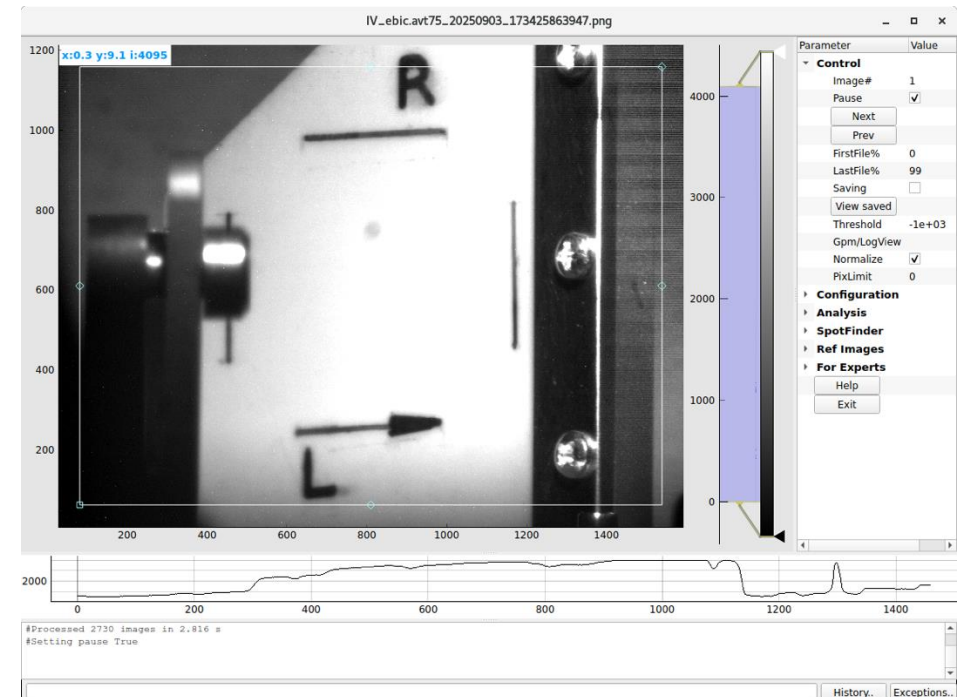 IV_ebic.avt75_20250903_173425863947.png
x:0.3 y:9.1 i:4095
1200
1000
800
600
400
200
200 400 600 800 1000 1200 1400
R
L
4000
3000
2000
1000
0
Parameter Value
Control
Image# 1
Pause
Next
Prev
FirstFile% 0
LastFile% 99
Saving
View saved
Threshold -1e+03
Gpm/LogView
Normalize
PixLimit 0
Configuration
Analysis
SpotFinder
Ref Images
For Experts
Help
Exit
2000
0 200 400 600 800 1000 1200 1400
#Processed 2730 images in 2.816 s
#Setting pause True
History.. Exceptions..